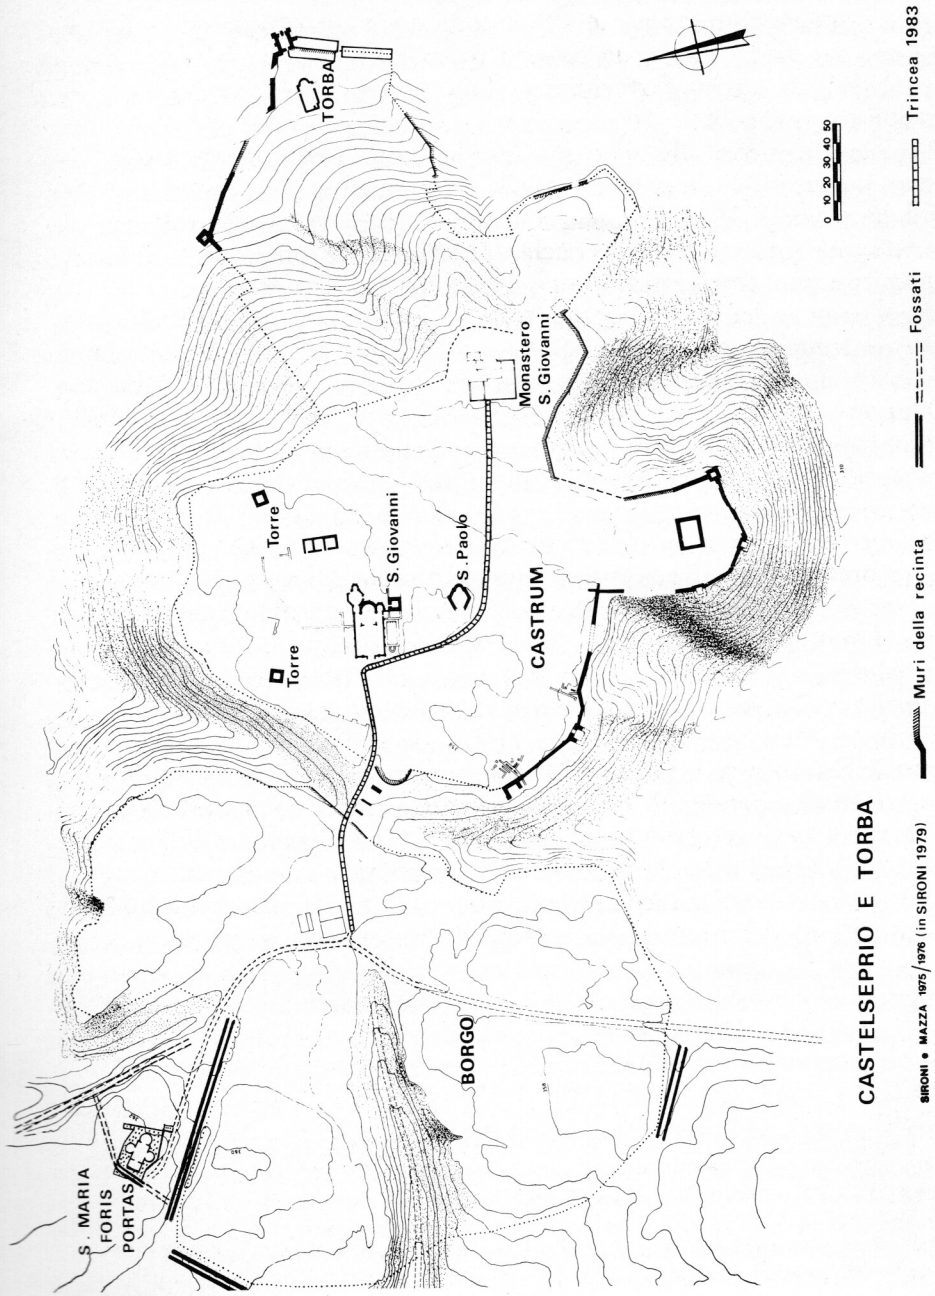 TORBA
Torre
Torre
S. Giovanni
S. Paolo
Monastero
S. Giovanni
CASTRUM
310
S. MARIA
FORIS
PORTAS
BORGO
CASTELSEPRIO E TORBA
SIRONI • MAZZA 1975/1976 (in SIRONI 1979)
Muri della recinta
Fossati
0 10 20 30 40 50
Trincea 1983